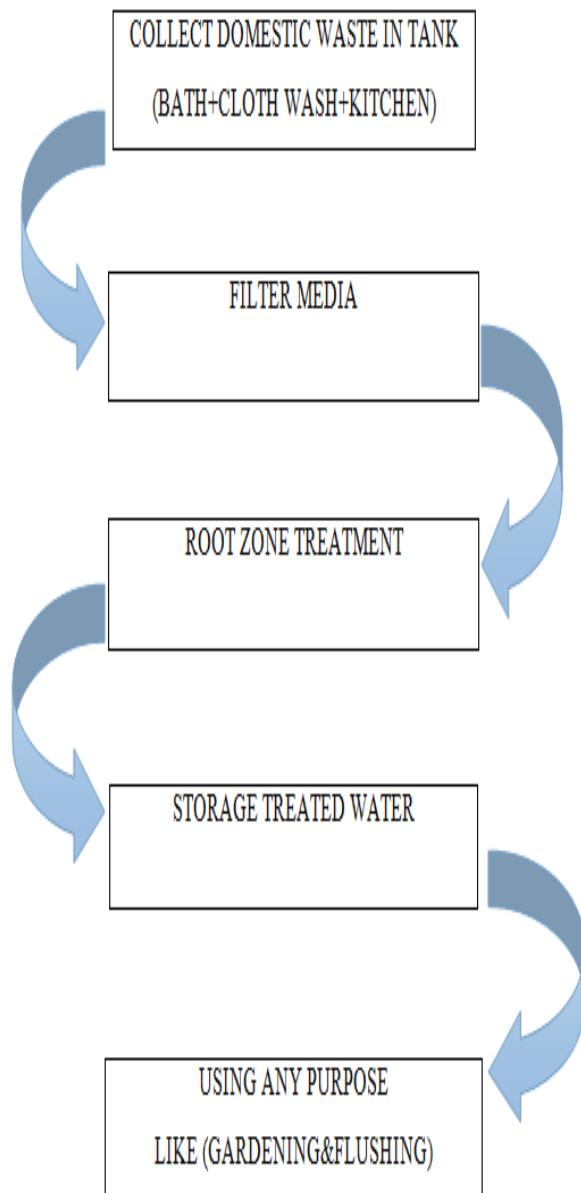 COLLECT DOMESTIC WASTE IN TANK
(BATH+CLOTH WASH+KITCHEN)
FILTER MEDIA
ROOT ZONE TREATMENT
STORAGE TREATED WATER
USING ANY PURPOSE
LIKE (GARDENING&FLUSHING)